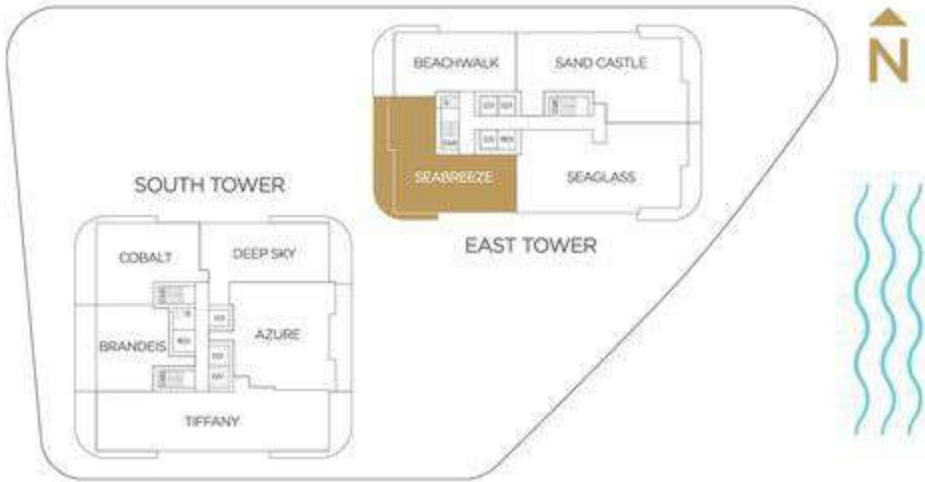 N
BEACHWALK
SAND CASTLE
SEABREEZE
SEAGLASS
EAST TOWER
SOUTH TOWER
COBALT
DEEP SKY
BRANDEIS
AZURE
TIFFANY